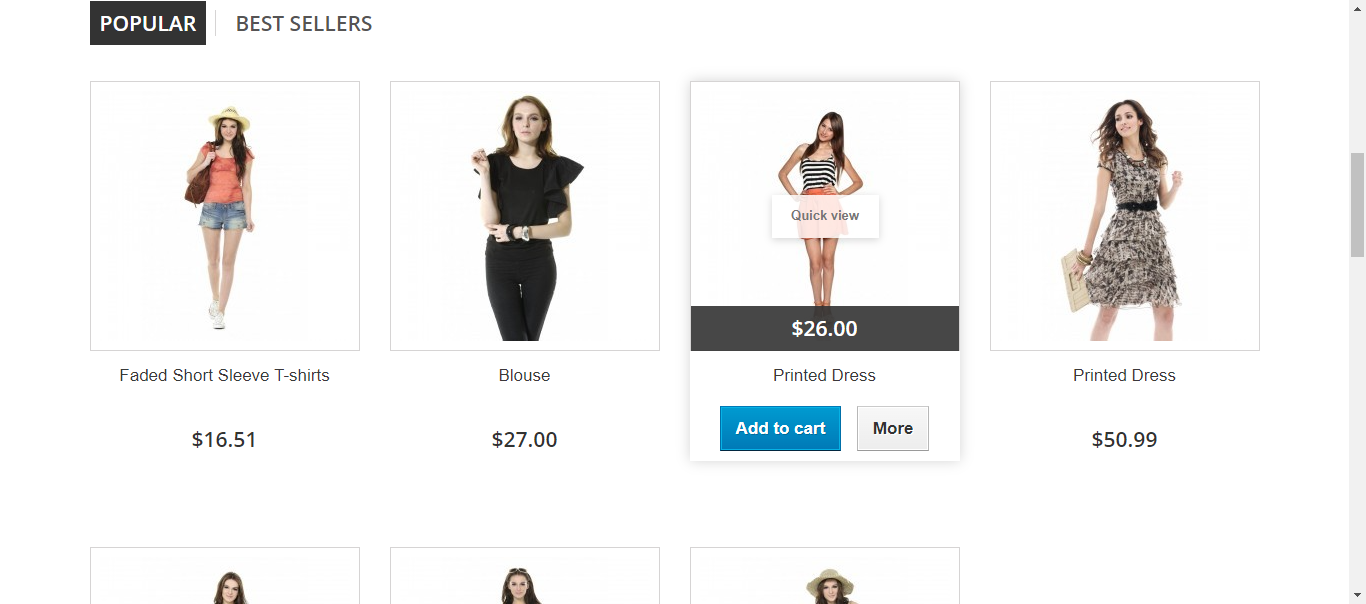 POPULAR
BEST SELLERS
Quick view
$26.00
Faded Short Sleeve T-shirts
Blouse
Printed Dress
Printed Dress
Add to cart
More
$16.51
$27.00
$50.99